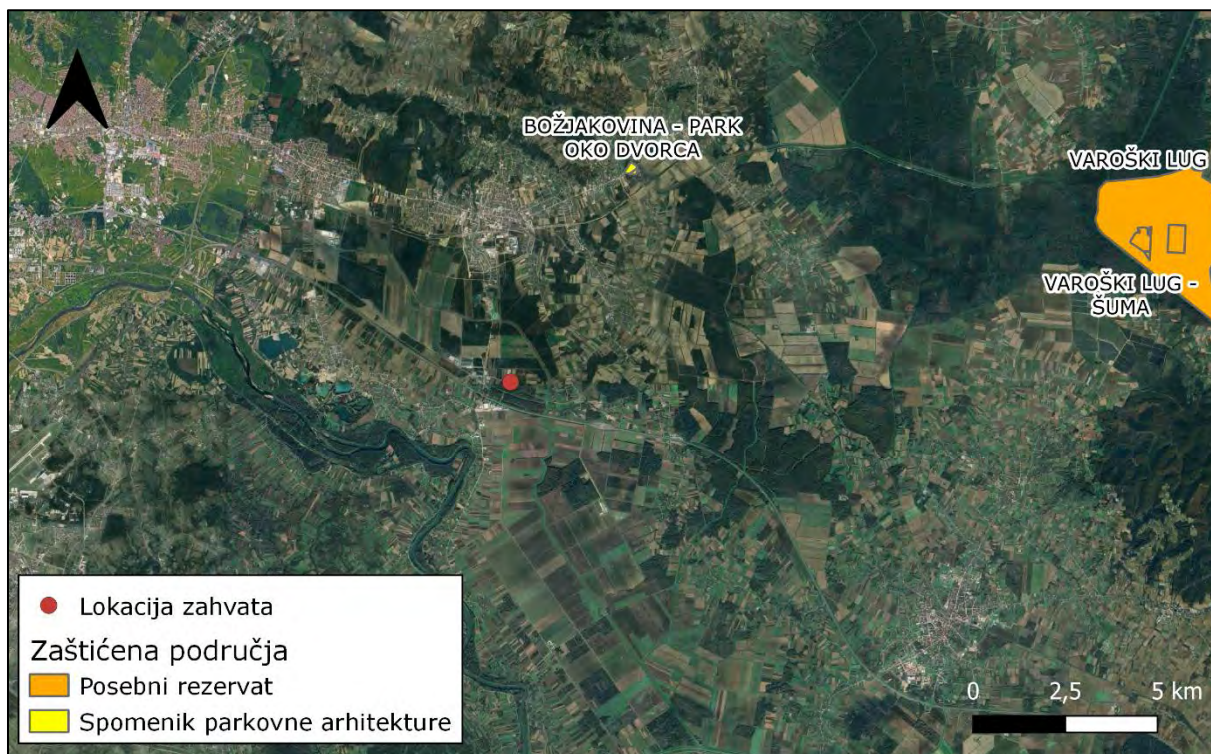 BOŽJAKOVINA - PARK
OKO DVORCA
VAROŠKI LUG
VAROŠKI LUG -
ŠUMA
Lokacija zahvata
Zaštićena područja
Posebni rezervat
Spomenik parkovne arhitekture
0 2,5 5 km